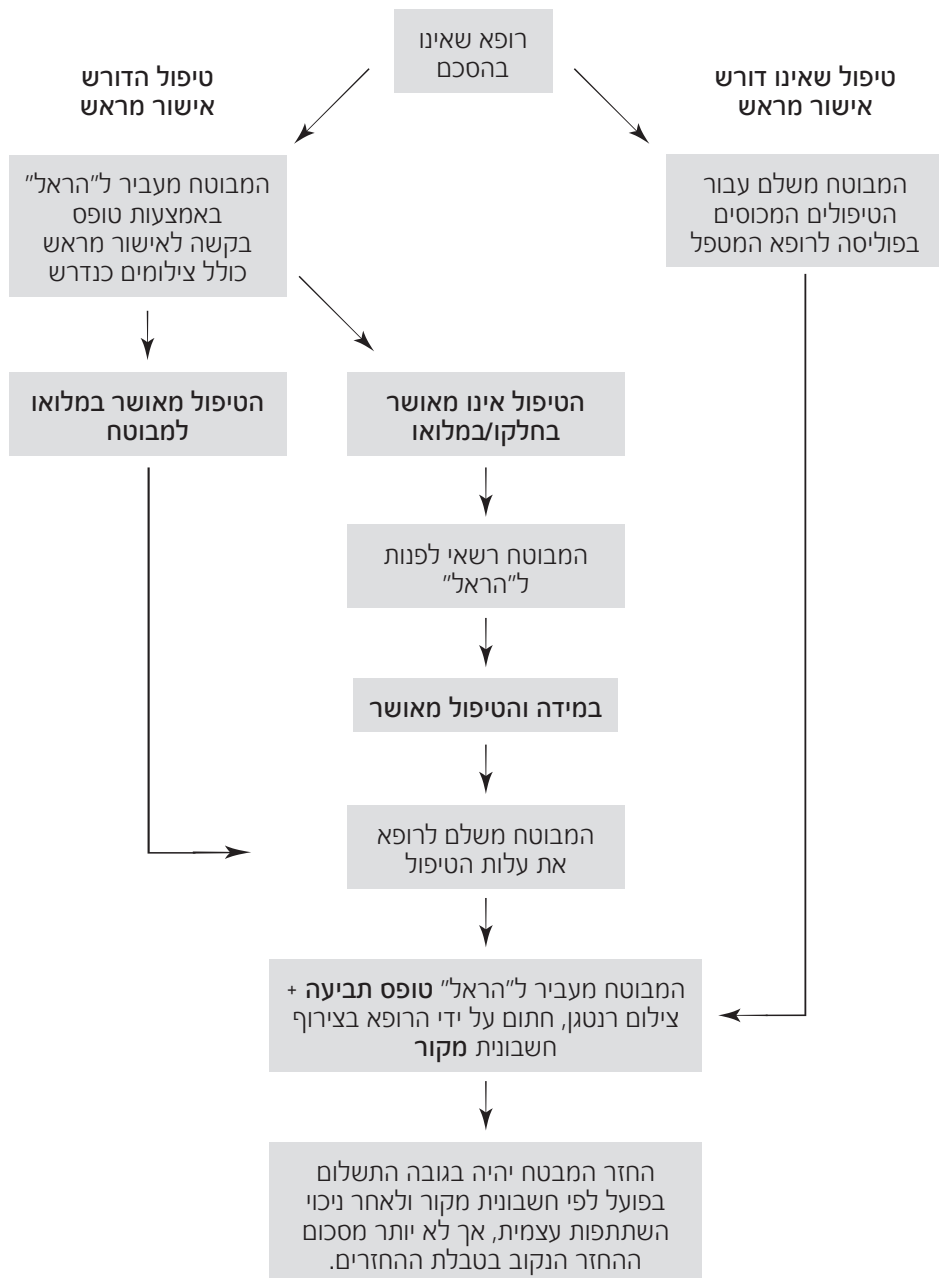 רופא שאינו
בהסכם
טיפול שאינו דורש
אישור מראש
טיפול הדורש
אישור מראש
המבוטח משלם עבור
הטיפולים המכוסים
בפוליסה לרופא המטפל
המבוטח מעביר ל"הראל"
באמצעות טופס
בקשה לאישור מראש
כולל צילומים כנדרש
הטיפול אינו מאושר
בחלקו/במלואו
הטיפול מאושר במלואו
למבוטח
המבוטח רשאי לפנות
ל"הראל"
במידה והטיפול מאושר
המבוטח משלם לרופא
את עלות הטיפול
המבוטח מעביר ל"הראל" טופס תביעה +
צילום רנטגן, חתום על ידי הרופא בצירוף
חשבונית מקור
החזר המבטח יהיה בגובה התשלום
בפועל לפי חשבונית מקור ולאחר ניכוי
השתתפות עצמית, אך לא יותר מסכום
ההחזר הנקוב בטבלת ההחזרים.